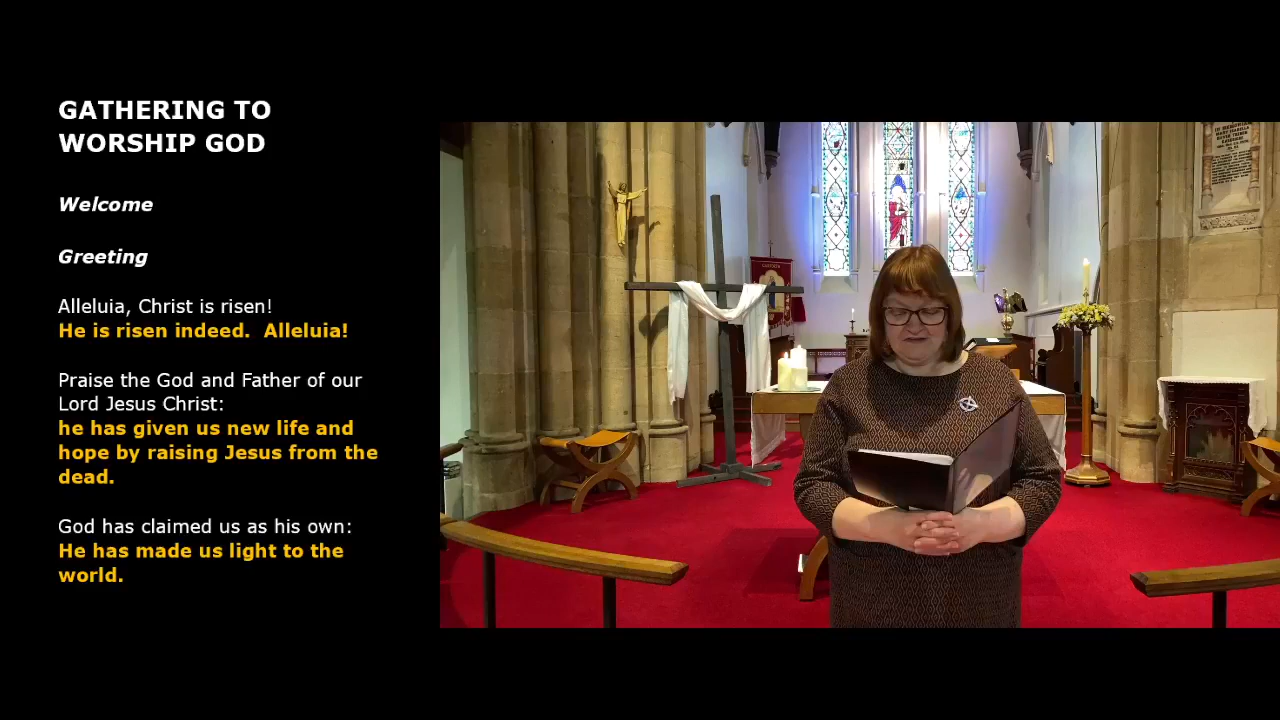 GATHERING TO
WORSHIP GOD
Welcome
Greeting
Alleluia, Christ is risen!
He is risen indeed.  Alleluia!
Praise the God and Father of our
Lord Jesus Christ:
he has given us new life and
hope by raising Jesus from the
dead.
God has claimed us as his own:
He has made us light to the
world.